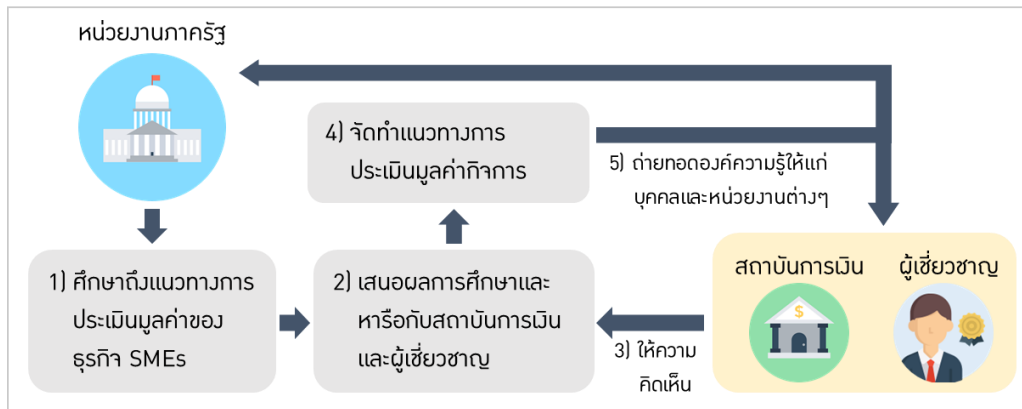 หน่วยงานภาครัฐ
4) จัดทำแนวทางการ
ประเมินมูลค่ากิจการ
5) ถ่ายทอดองค์ความรู้ให้แก่
บุคคลและหน่วยงานต่างๆ
1) ศึกษาถึงแนวทางการ
ประเมินมูลค่าของ
ธุรกิจ SMEs
2) เสนอผลการศึกษาและ
หารือกับสถาบันการเงิน
และผู้เชี่ยวชาญ
3) ให้ความ
คิดเห็น
สถาบันการเงิน
ผู้เชี่ยวชาญ
$